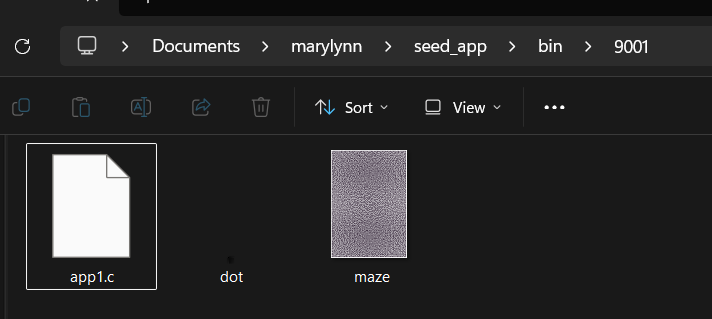 Documents > marylynn > seed_app > bin > 9001
Sort View
app1.c dot maze